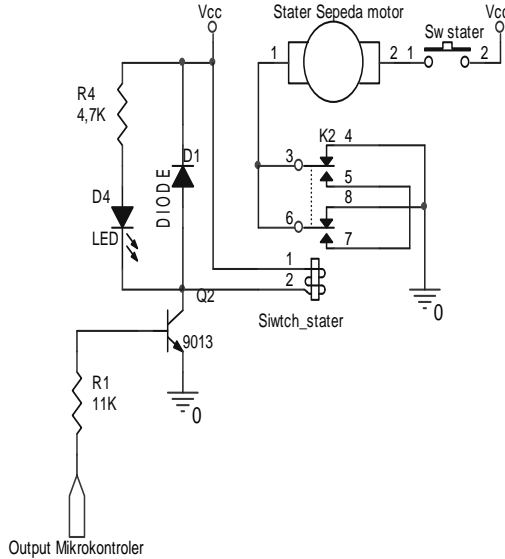 Vcc
Stater Sepeda motor
Vcc
Sw stater
1
2
1
2
R4
4,7K
K2
4
D1
3
5
DIODE
8
D4
6
LED
7
1
2
Q2
Siwtch_stater
0
9013
0
R1
11K
Output Mikrokontroler